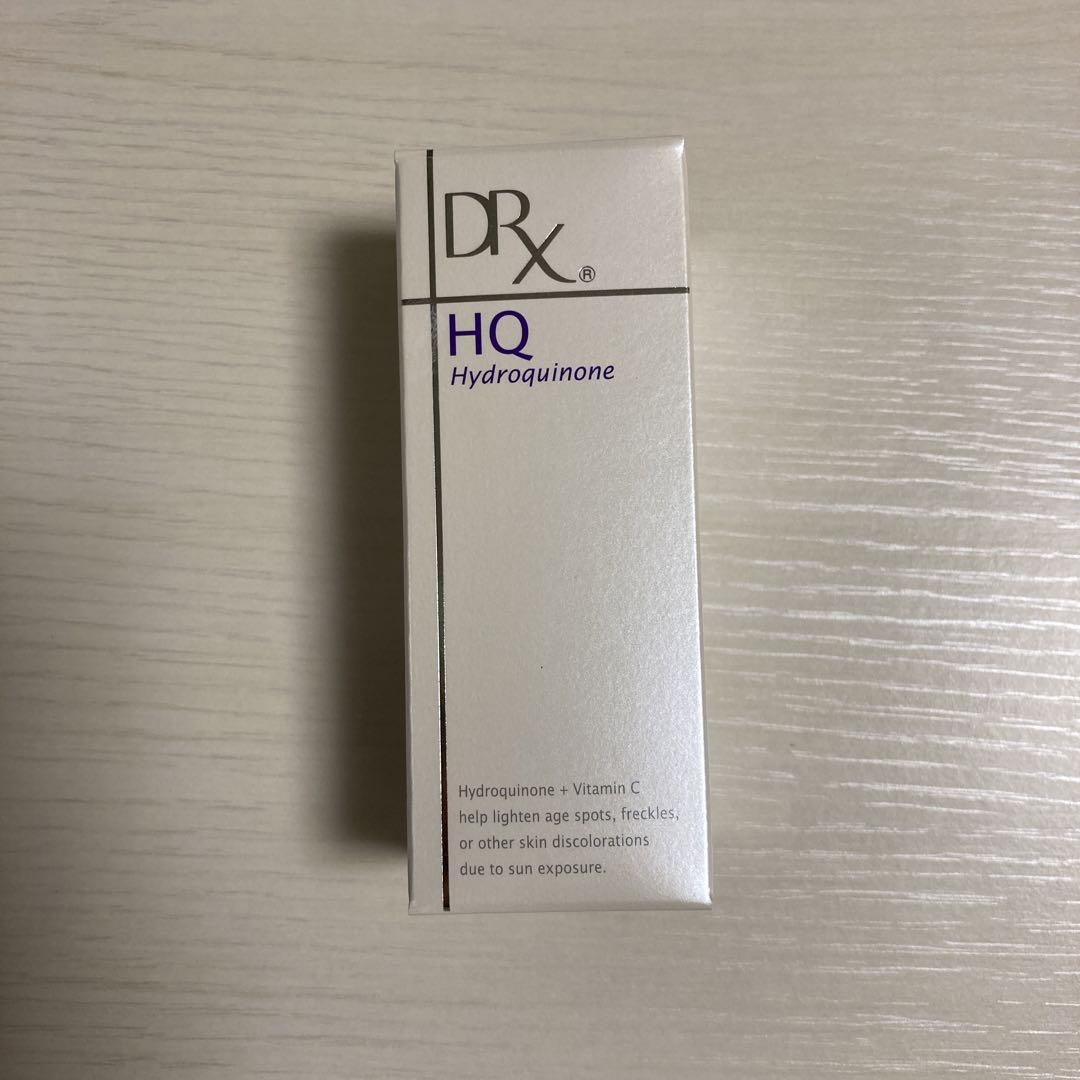 DRX®
HQ
Hydroquinone
Hydroquinone + Vitamin C
help lighten age spots, freckles,
or other skin discolorations
due to sun exposure.